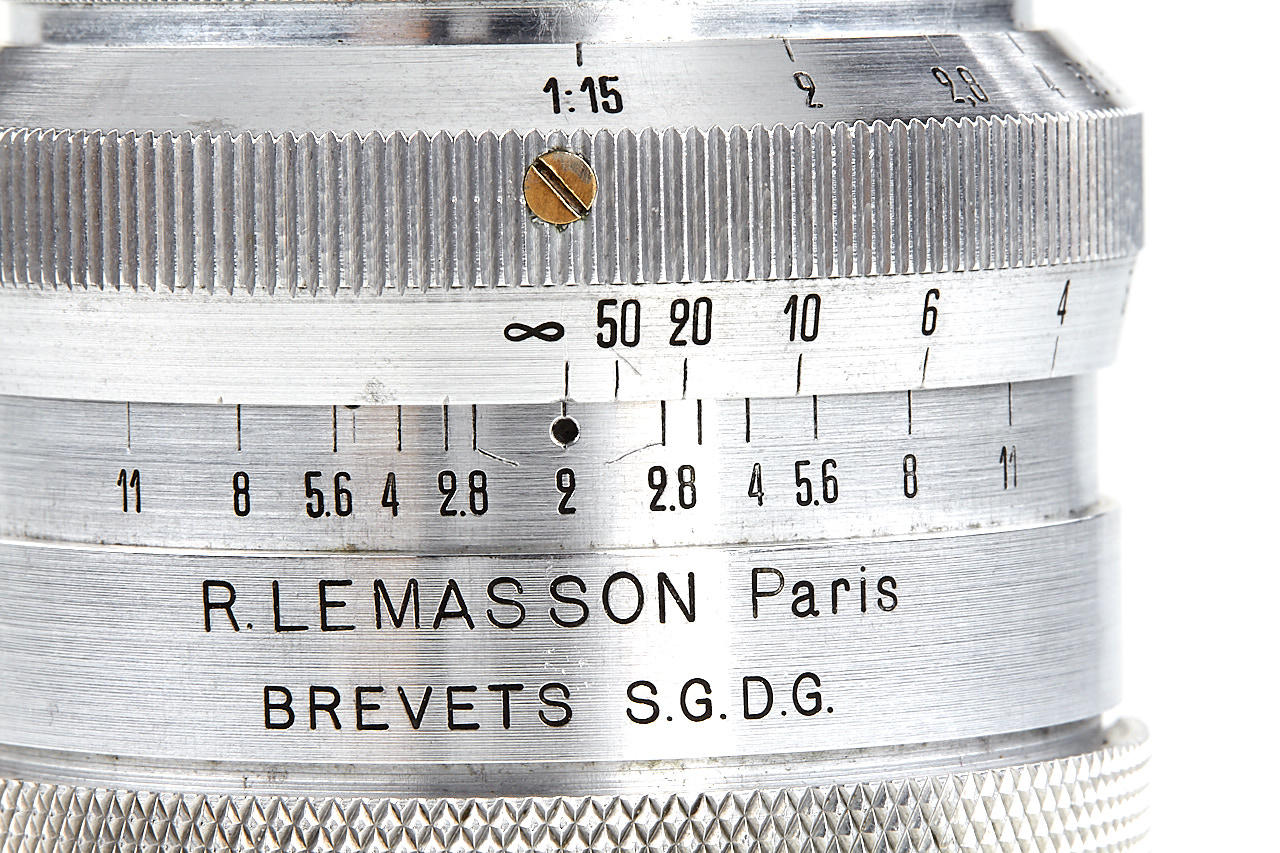 1:15 2 2,8 4
∞ 50 20 10 6 4
11 8 5.6 4 2.8 2 2.8 4 5.6 8 11
R. LEMASSON Paris
BREVETS S.G.D.G.